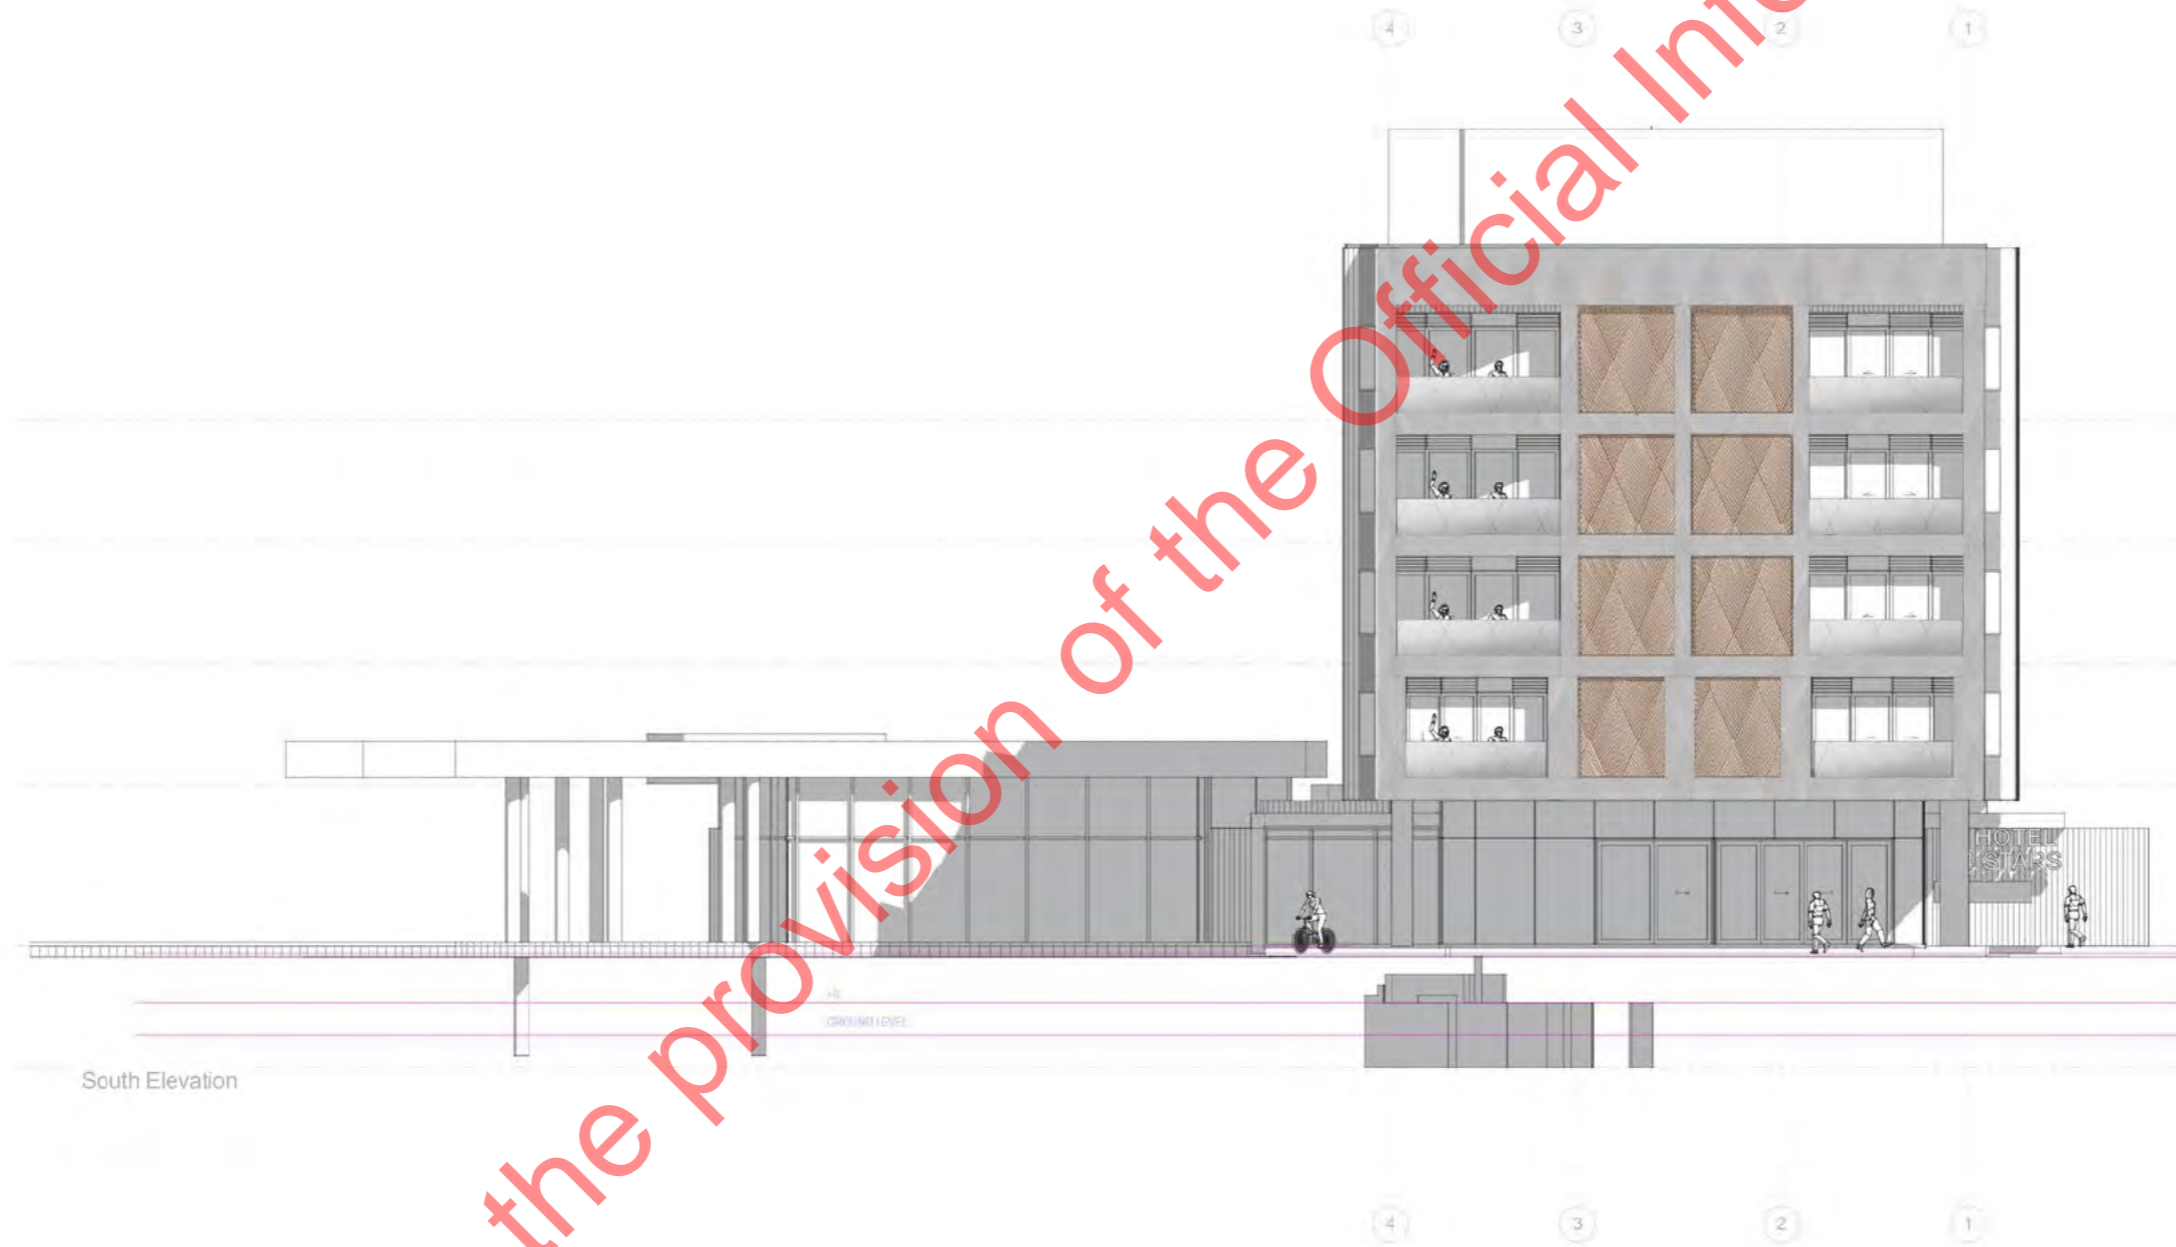 4 3 2 1
the provision of the Official
HOTEL
STARS
GROUND LEVEL
South Elevation
4 3 2 1